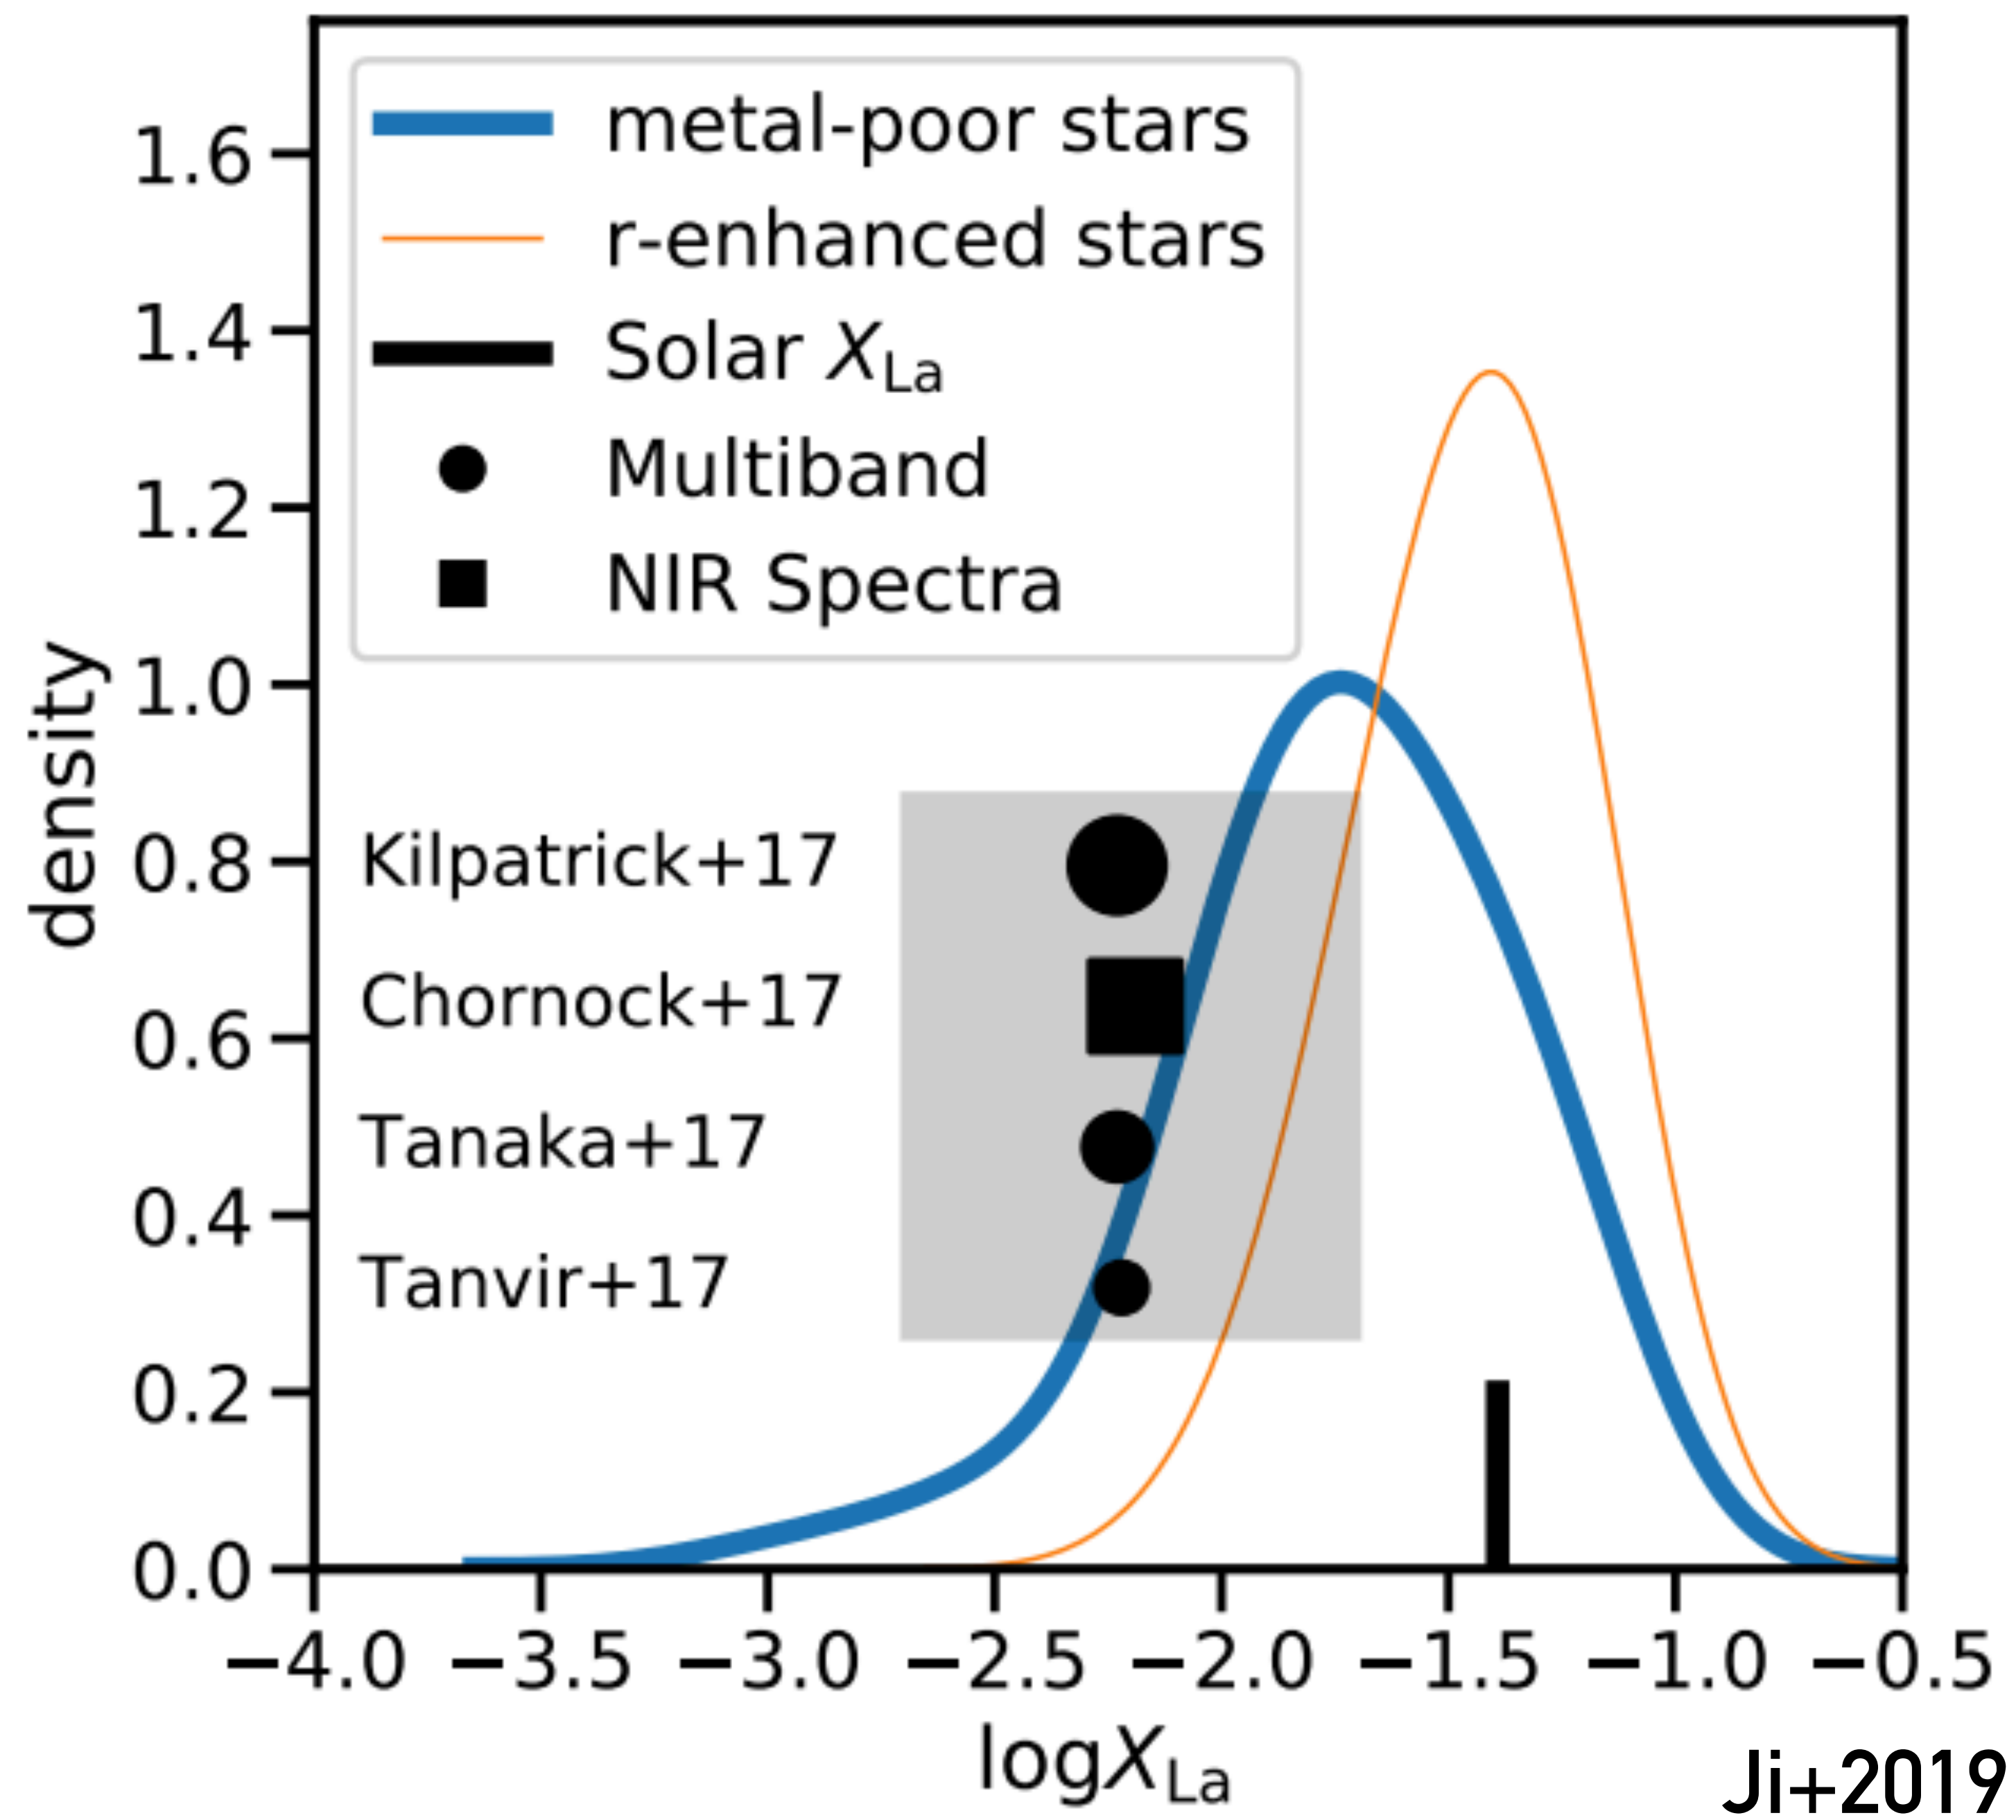 metal-poor stars
r-enhanced stars
Solar XLa
Multiband
NIR Spectra
density
1.6
1.4
1.2
1.0
0.8
0.6
0.4
0.2
0.0
Kilpatrick+17
Chornock+17
Tanaka+17
Tanvir+17
−4.0 −3.5 −3.0 −2.5 −2.0 −1.5 −1.0 −0.5
logXLa
Ji+2019